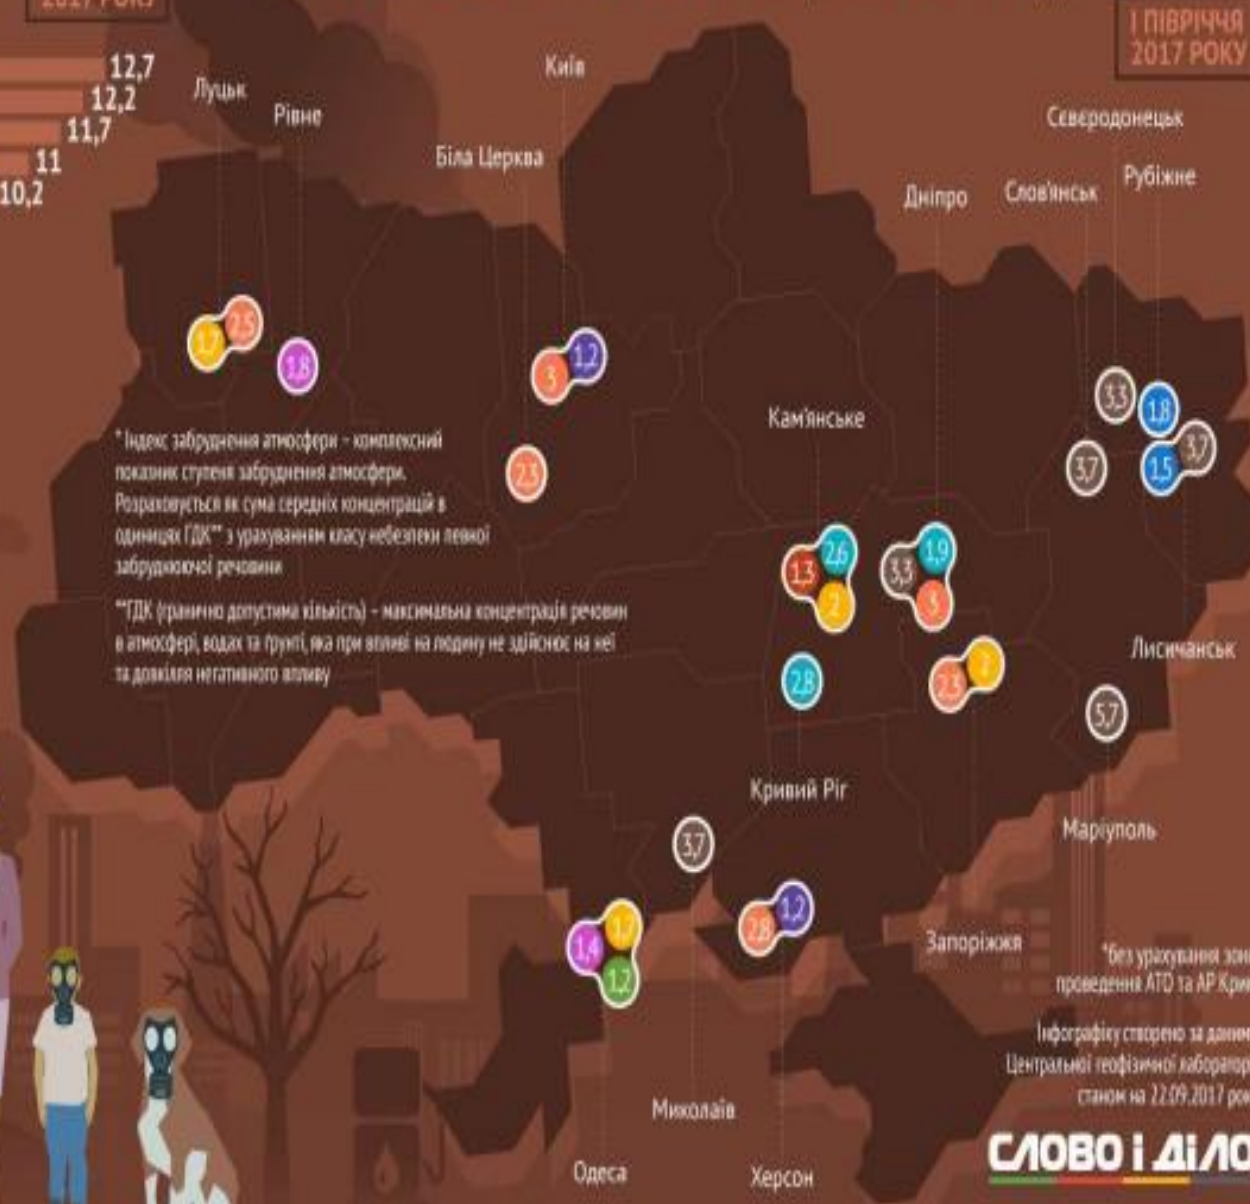 2017 РОКУ
І ПІВРІЧЧЯ
2017 РОКУ
12,7
12,2
11,7
11
10,2
Луцьк
Рівне
Київ
Біла Церква
Сєвєродонецьк
Рубіжне
Слов'янськ
Дніпро
1,7
2,5
1,8
3
1,2
2,3
Кам'янське
3,3
1,8
3,7
1,5
3,7
* Індекс забруднення атмосфери – комплексний
показник ступеня забруднення атмосфери.
Розраховується як сума середніх концентрацій в
одиницях ГДК** з урахуванням класу небезпеки певної
забруднюючої речовини
**ГДК (гранично допустима кількість) – максимальна концентрація речовин
в атмосфері, водах та ґрунті, яка при впливі на людину не здійснює на неї
та довкілля негативного впливу
1,3
2,6
2
3,3
1,9
3
2,8
2,3
2
Лисичанськ
5,7
Кривий Ріг
Маріуполь
3,7
1,4
1,7
1,2
2,8
1,2
Запоріжжя
*без урахування зон
проведення АТО та АР Кри
Інфографіку створено за даним
Центральної геофізичної лаборатор
станом на 22.09.2017 ро
Миколаїв
Одеса
Херсон
СЛОВО і ДіЛО